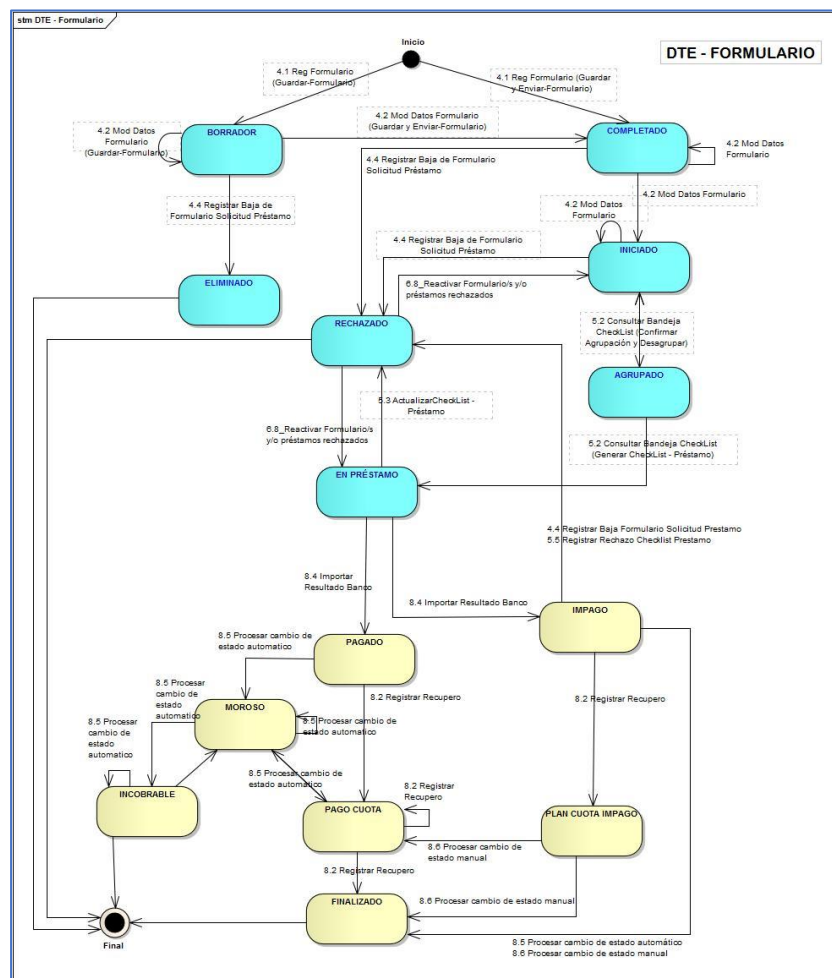 stm DTE - Formulario
Inicio
DTE - FORMULARIO
4.1 Reg Formulario
(Guardar-Formulario)
4.1 Reg Formulario (Guardar
y Enviar-Formulario)
4.2 Mod Datos
Formulario
(Guardar-Formulario)
BORRADOR
4.2 Mod Datos Formulario
(Guardar y Enviar-Formulario)
COMPLETADO
4.2 Mod Datos
Formulario
4.4 Registrar Baja de Formulario
Solicitud Préstamo
4.4 Registrar Baja de
Formulario Solicitud Préstamo
4.2 Mod Datos
Formulario
4.2 Mod Datos Formulario
4.4 Registrar Baja de Formulario
Solicitud Préstamo
INICIADO
ELIMINADO
6.8_Reactivar Formulario/s y/o
préstamos rechazados
RECHAZADO
5.2 Consultar Bandeja
CheckList (Confirmar
Agrupación y Desagrupar)
AGRUPADO
5.3 ActualizarCheckList -
Préstamo
6.8_Reactivar Formulario/s
y/o préstamos rechazados
5.2 Consultar Bandeja CheckList
(Generar CheckList - Préstamo)
EN PRÉSTAMO
4.4 Registrar Baja Formulario Solicitud Prestamo
5.5 Registrar Rechazo Checklist Prestamo
8.4 Importar
Resultado Banco
8.4 Importar Resultado Banco
IMPAGO
8.5 Procesar cambio de
estado automatico
PAGADO
8.5 Procesar
cambio de
estado
automatico
8.2 Registrar Recupero
8.2 Registrar Recupero
MOROSO
8.5 Procesar cambio de
estado automatico
8.5 Procesar
cambio de
estado
automatico
8.5 Procesar cambio de
estado automatico
8.2 Registrar
Recupero
INCOBRABLE
PAGO CUOTA
PLAN CUOTA IMPAGO
8.6 Procesar cambio de
estado manual
8.2 Registrar Recupero
8.6 Procesar cambio de estado manual
FINALIZADO
8.5 Procesar cambio de estado automático
8.6 Procesar cambio de estado manual
Final